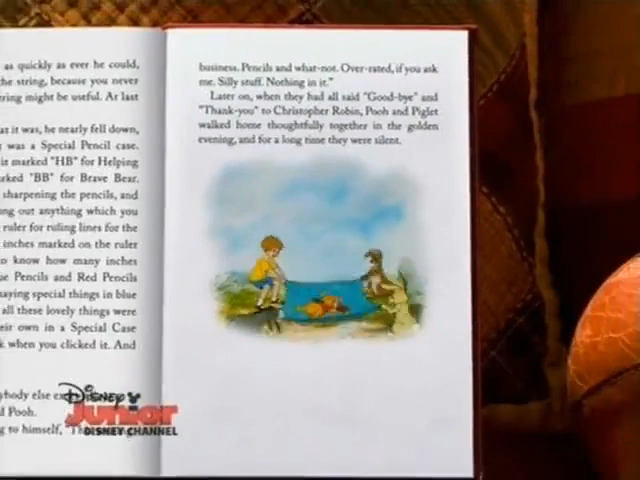 as quickly as ever he could,
the string, because you never
ring might be useful. At last
at it was, he nearly fell down,
was a Special Pencil case.
it marked "HB" for Helping
rked "BB" for Brave Bear.
sharpening the pencils, and
ng out anything which you
ruler for ruling lines for the
inches marked on the ruler
o know how many inches
e Pencils and Red Pencils
aying special things in blue
all these lovely things were
eir own in a Special Case
k when you clicked it. And
ybody else
d Pooh.
g to himself,
business. Pencils and what-not. Over-rated, if you ask
me. Silly stuff. Nothing in it."
Later on, when they had all said "Good-bye" and
"Thank-you" to Christopher Robin, Pooh and Piglet
walked home thoughtfully together in the golden
evening, and for a long time they were silent.
Disney
Junior
DISNEY CHANNEL